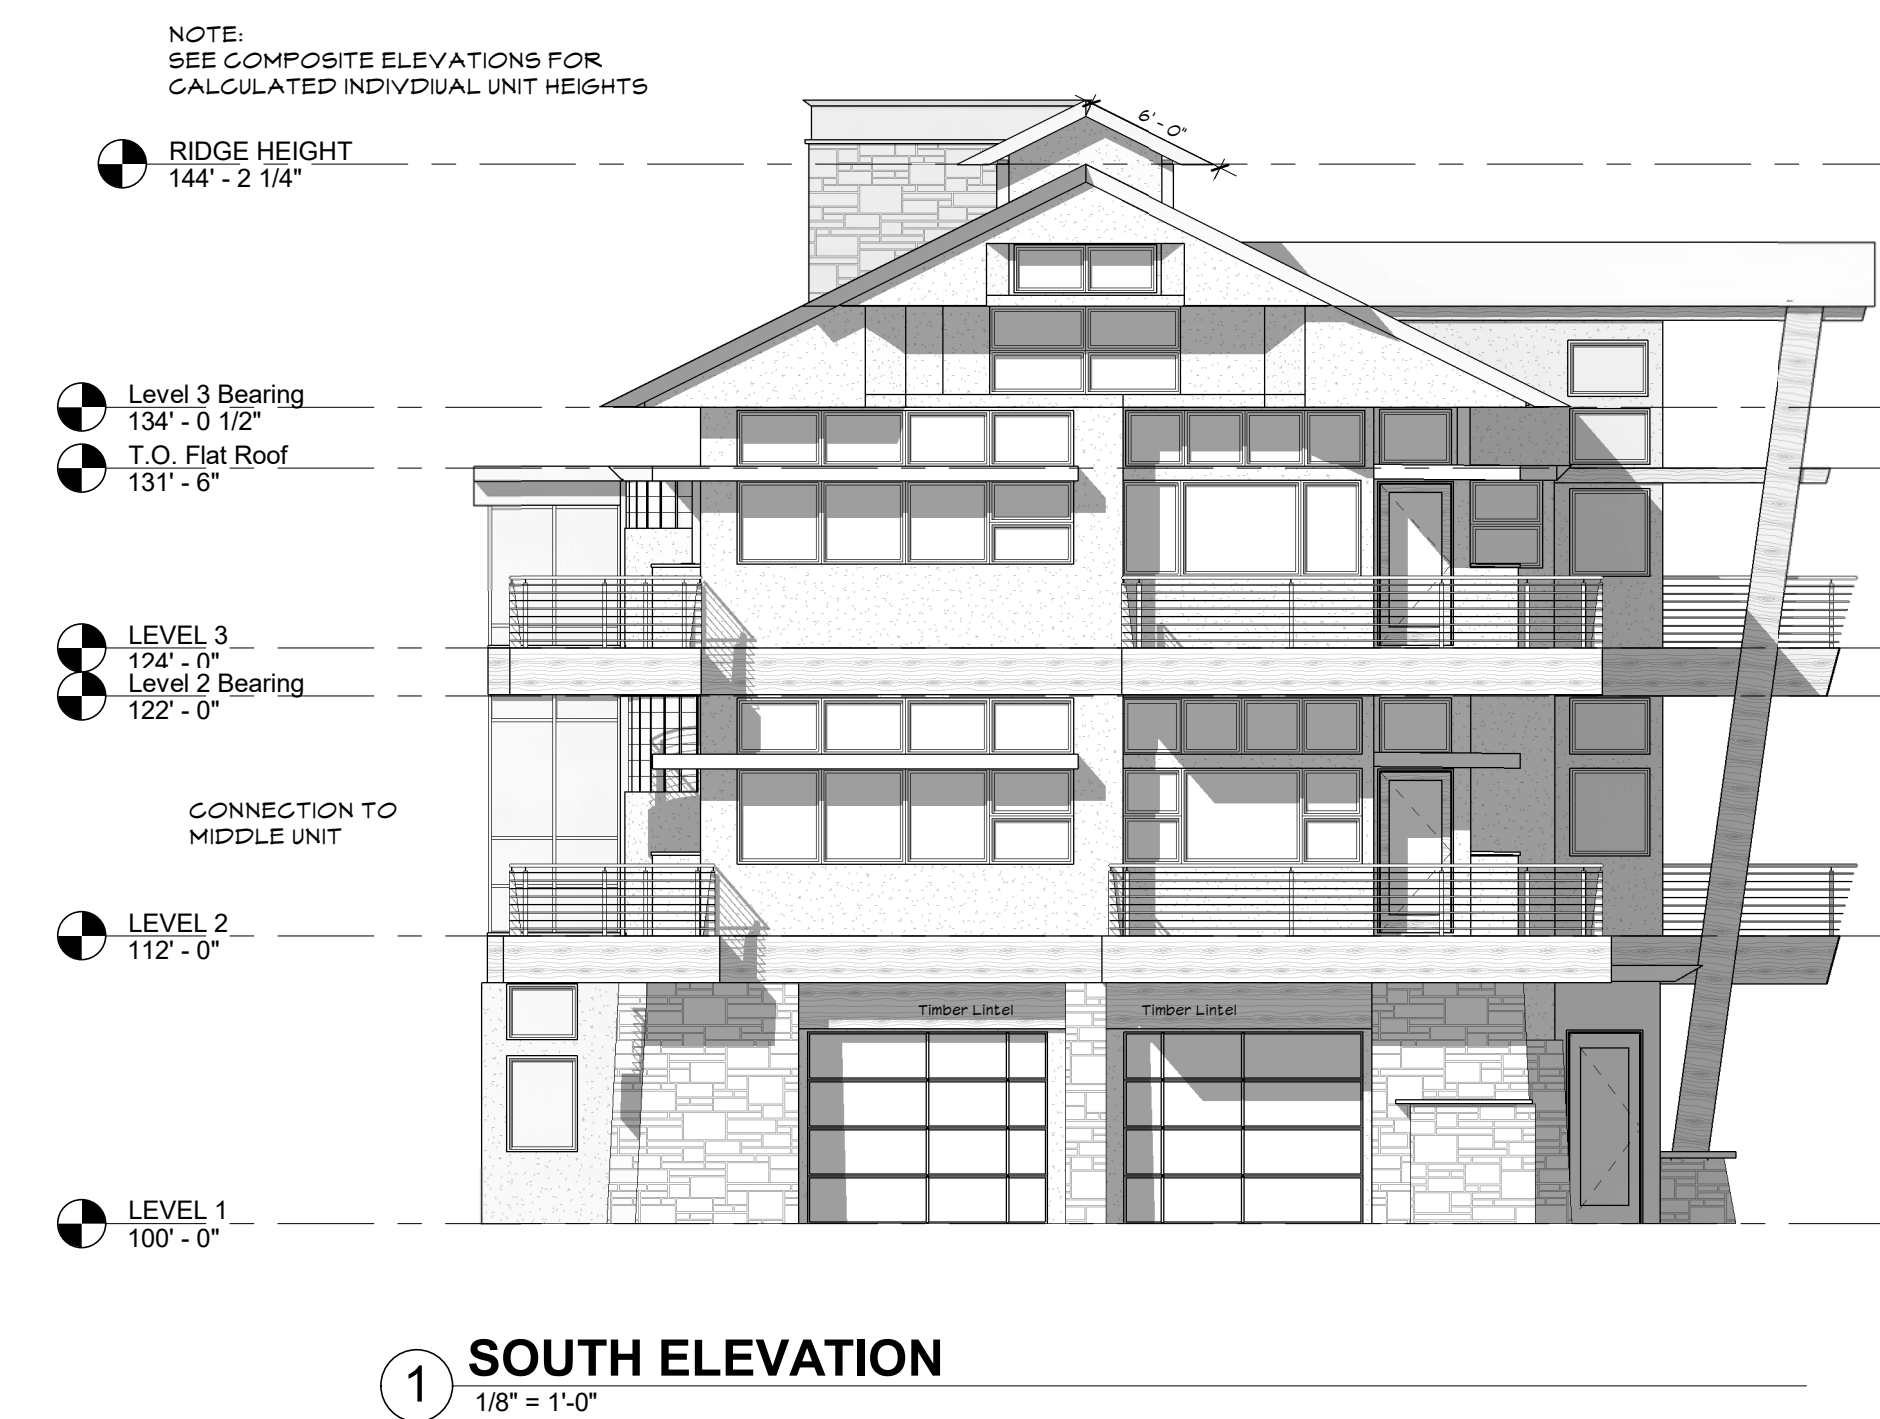 NOTE:
SEE COMPOSITE ELEVATIONS FOR
CALCULATED INDIVDIUAL UNIT HEIGHTS
6' - 0"
RIDGE HEIGHT
144' - 2 1/4"
Level 3 Bearing
134' - 0 1/2"
T.O. Flat Roof
131' - 6"
LEVEL 3
124' - 0"
Level 2 Bearing
122' - 0"
CONNECTION TO
MIDDLE UNIT
LEVEL 2
112' - 0"
Timber Lintel
Timber Lintel
LEVEL 1
100' - 0"
1
SOUTH ELEVATION
1/8" = 1'-0"